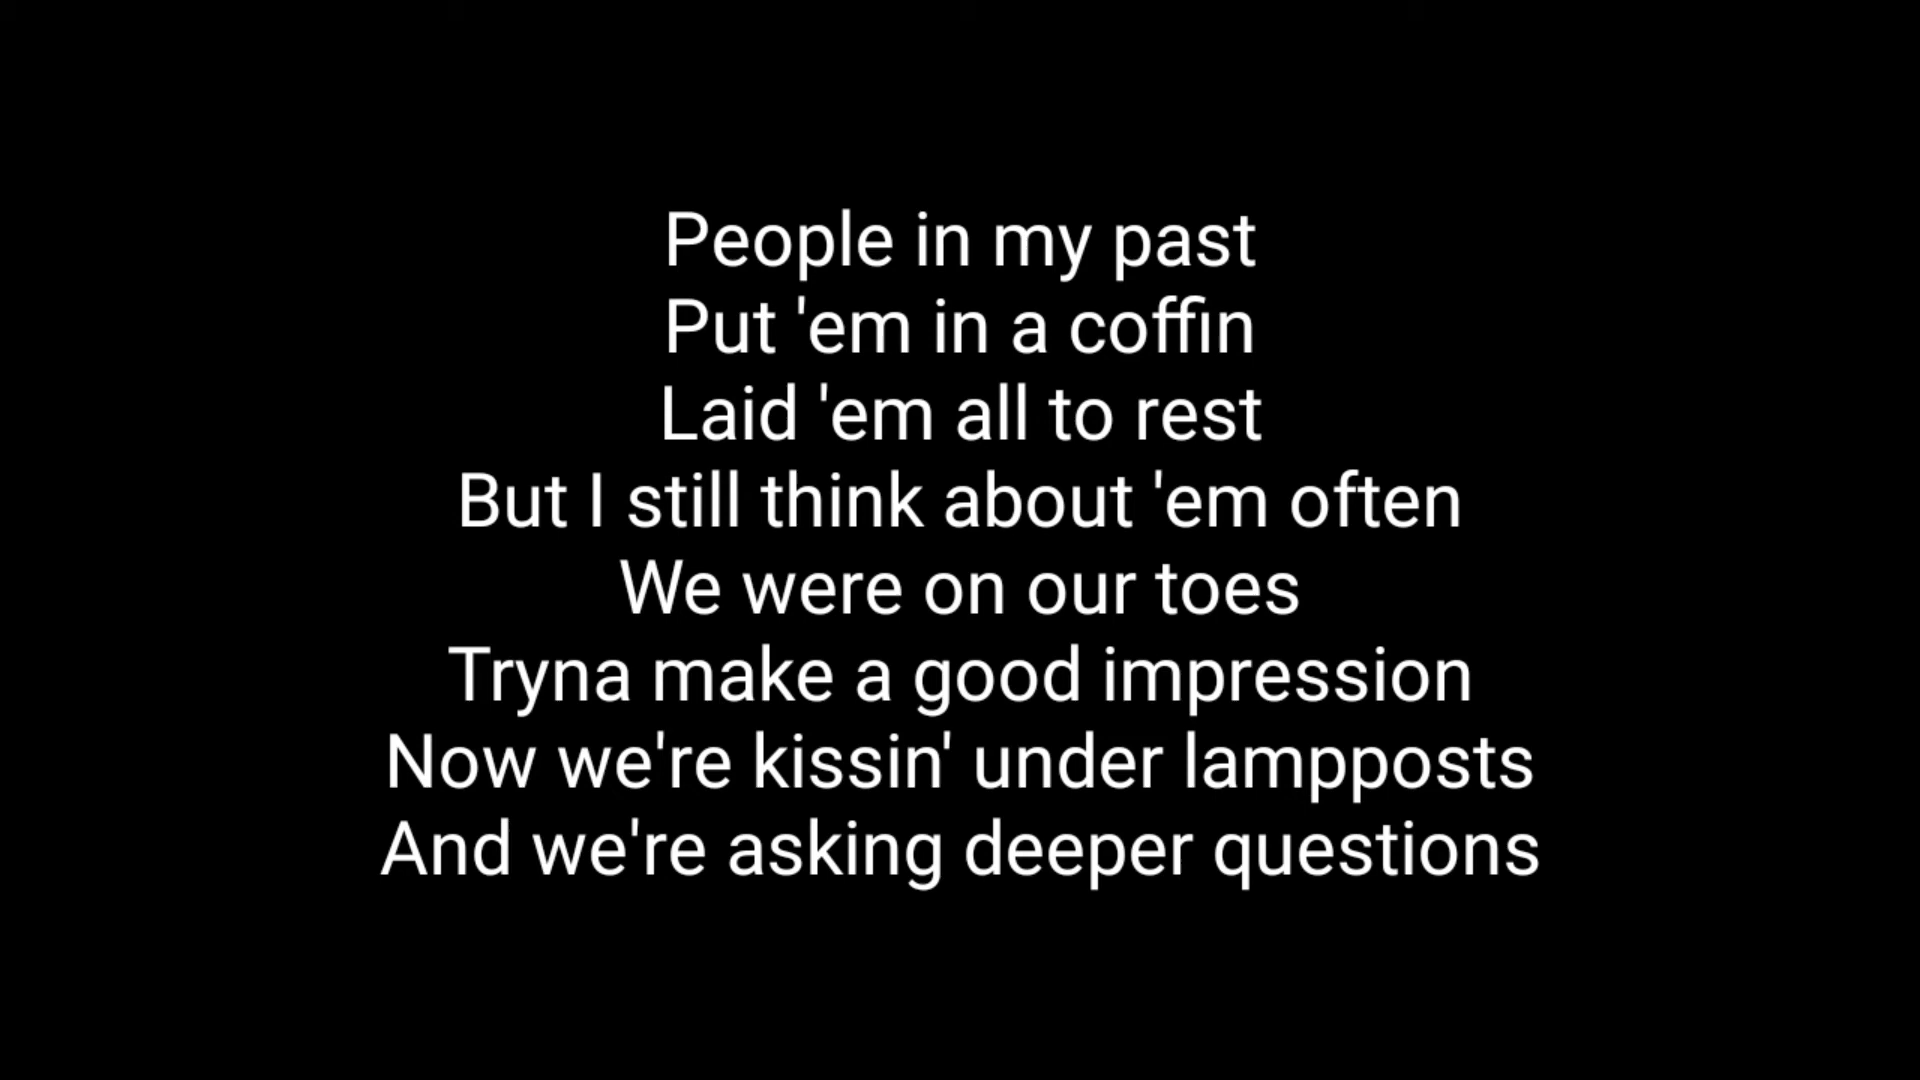 People in my past
Put 'em in a coffin
Laid 'em all to rest
But I still think about 'em often
We were on our toes
Tryna make a good impression
Now we're kissin' under lampposts
And we're asking deeper questions